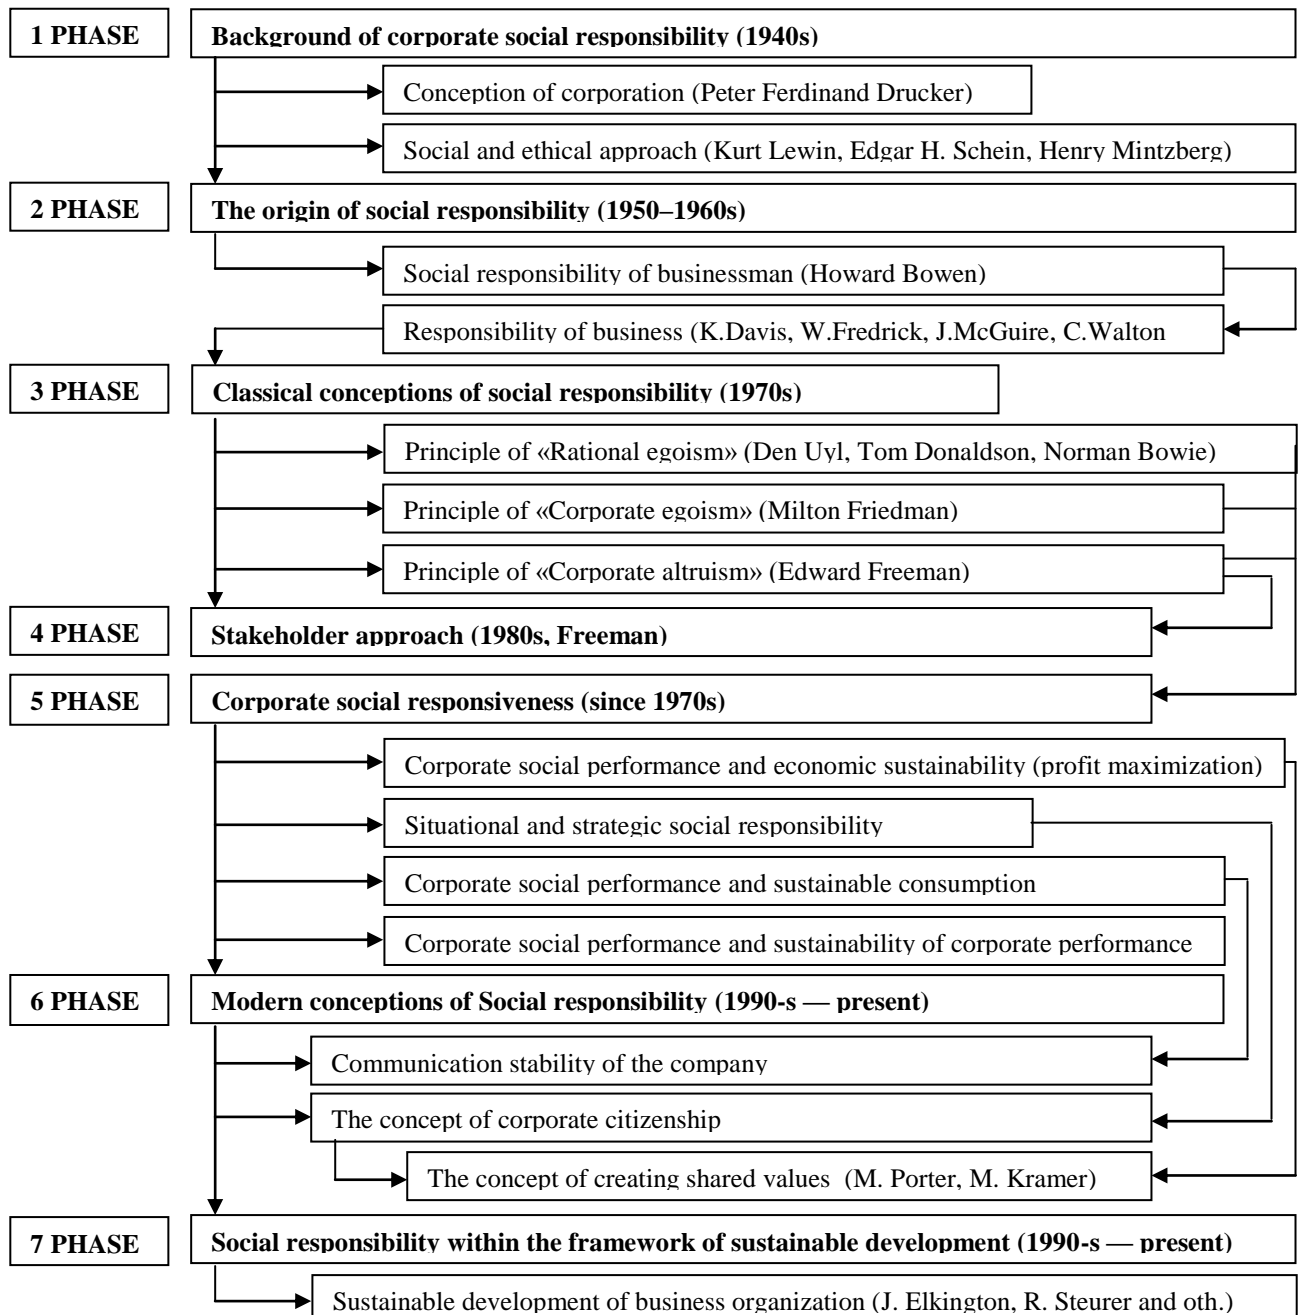 1 PHASE
Background of corporate social responsibility (1940s)
Conception of corporation (Peter Ferdinand Drucker)
Social and ethical approach (Kurt Lewin, Edgar H. Schein, Henry Mintzberg)
2 PHASE
The origin of social responsibility (1950–1960s)
Social responsibility of businessman (Howard Bowen)
Responsibility of business (K.Davis, W.Fredrick, J.McGuire, C.Walton
3 PHASE
Classical conceptions of social responsibility (1970s)
Principle of «Rational egoism» (Den Uyl, Tom Donaldson, Norman Bowie)
Principle of «Corporate egoism» (Milton Friedman)
Principle of «Corporate altruism» (Edward Freeman)
4 PHASE
Stakeholder approach (1980s, Freeman)
5 PHASE
Corporate social responsiveness (since 1970s)
Corporate social performance and economic sustainability (profit maximization)
Situational and strategic social responsibility
Corporate social performance and sustainable consumption
Corporate social performance and sustainability of corporate performance
6 PHASE
Modern conceptions of Social responsibility (1990-s — present)
Communication stability of the company
The concept of corporate citizenship
The concept of creating shared values (M. Porter, M. Kramer)
7 PHASE
Social responsibility within the framework of sustainable development (1990-s — present)
Sustainable development of business organization (J. Elkington, R. Steurer and oth.)